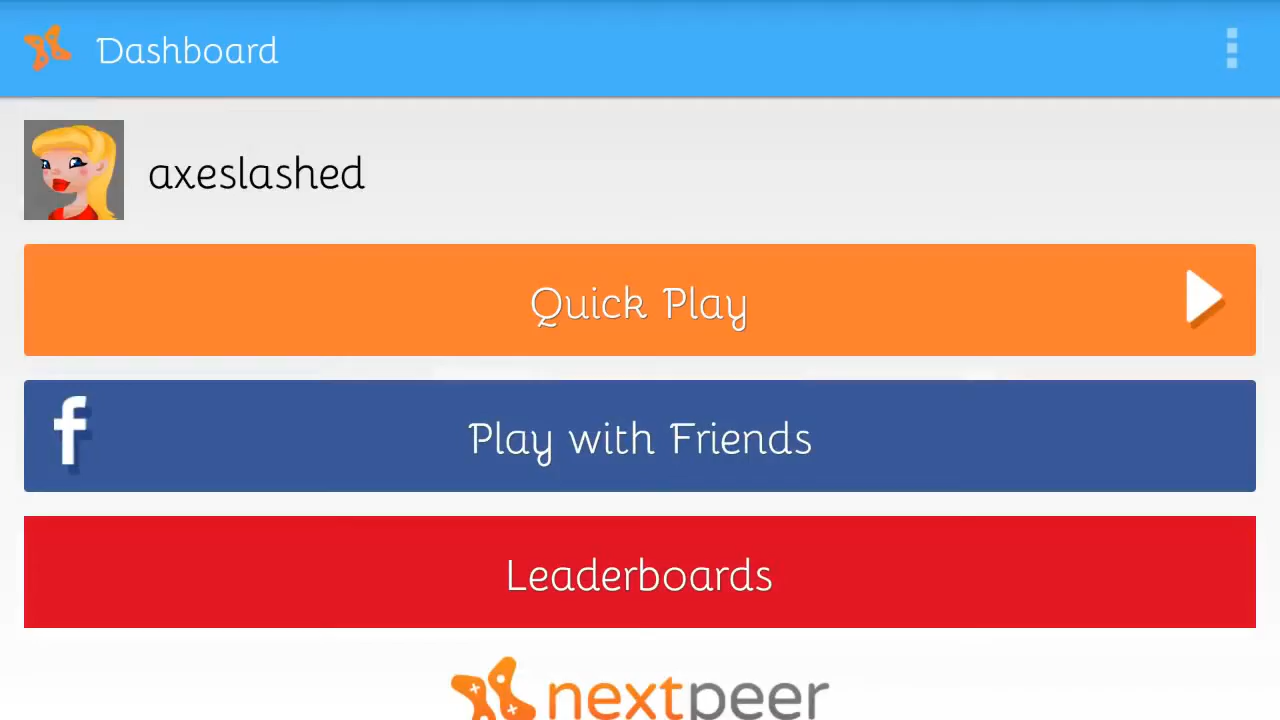 Dashboard
axeslashed
Quick Play
f
Play with Friends
Leaderboards
nextpeer